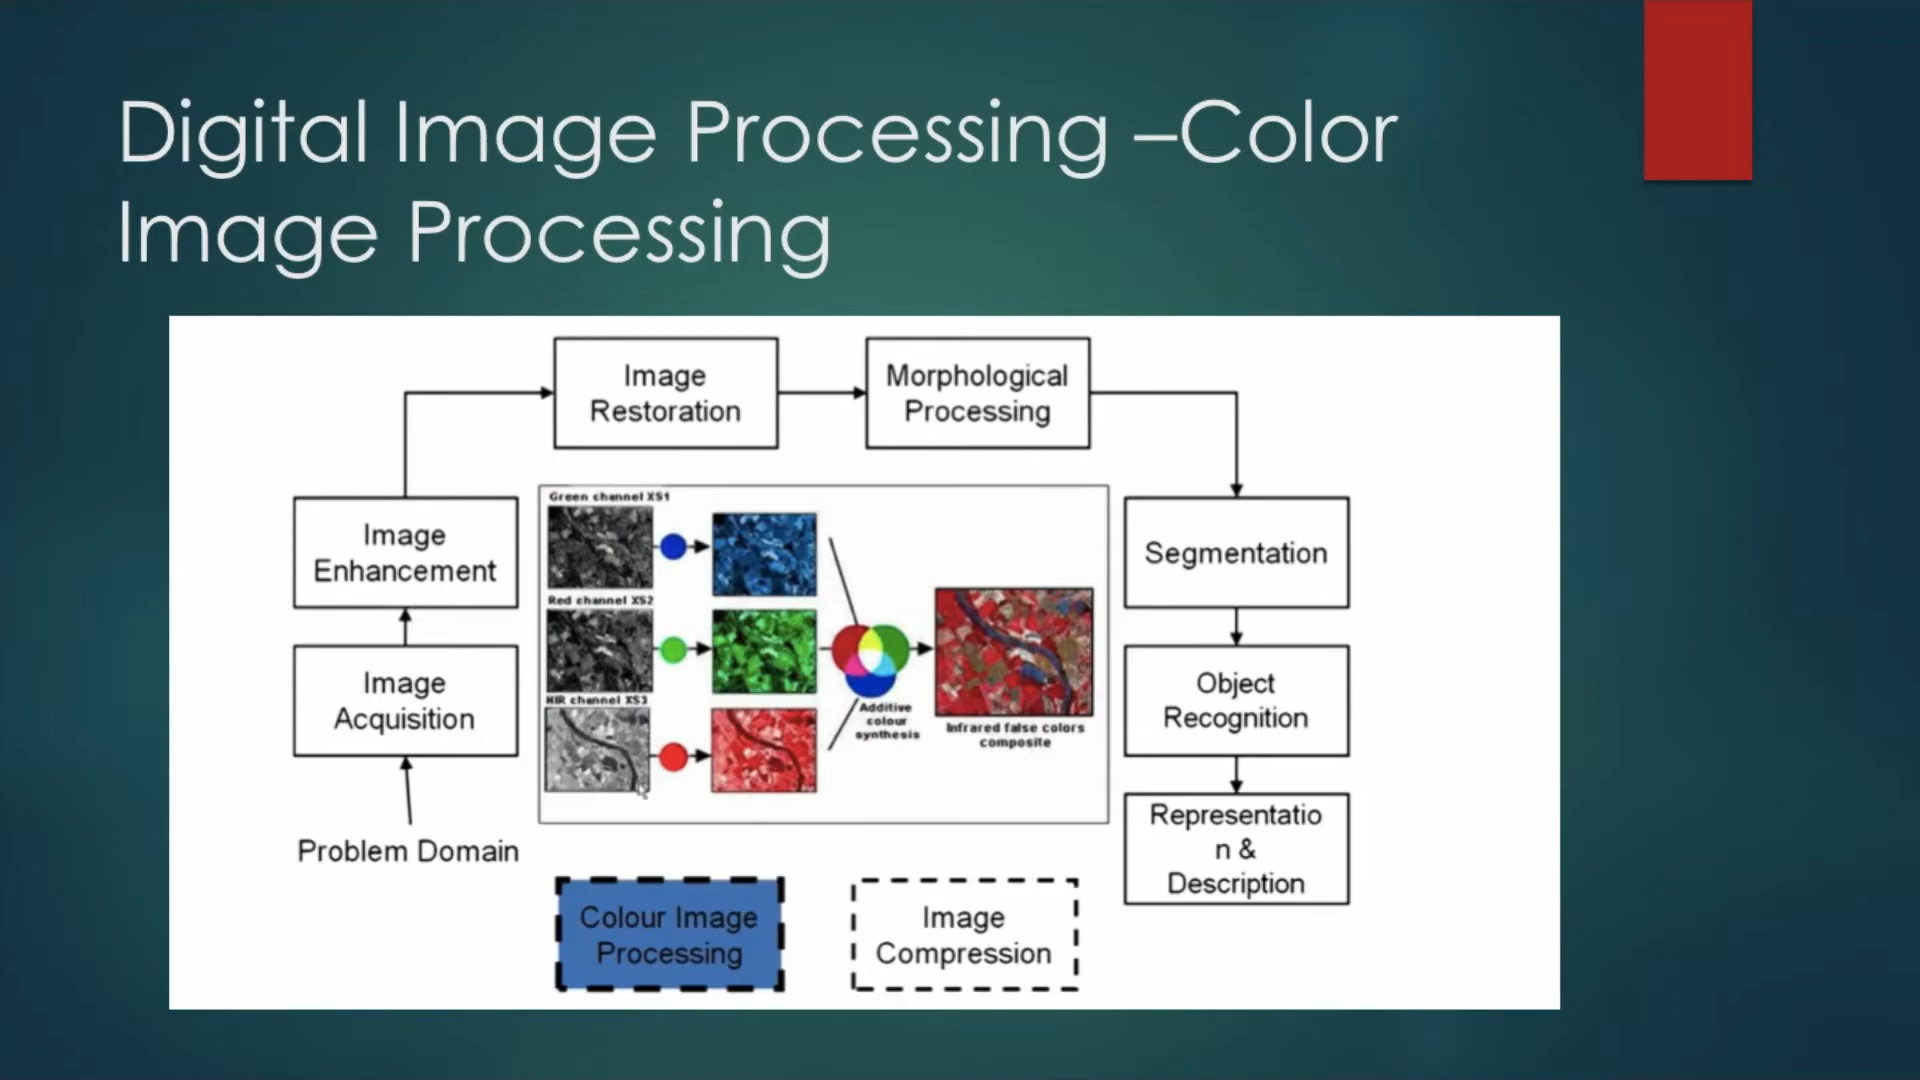 Digital Image Processing –Color
Image Processing
Image
Restoration
Morphological
Processing
Image
Enhancement
Image
Acquisition
Problem Domain
Green channel XS1
Red channel XS2
NIR channel XS3
Additive
colour
synthesis
Infrared false colors
composite
Segmentation
Object
Recognition
Representatio
n &
Description
Colour Image
Processing
Image
Compression